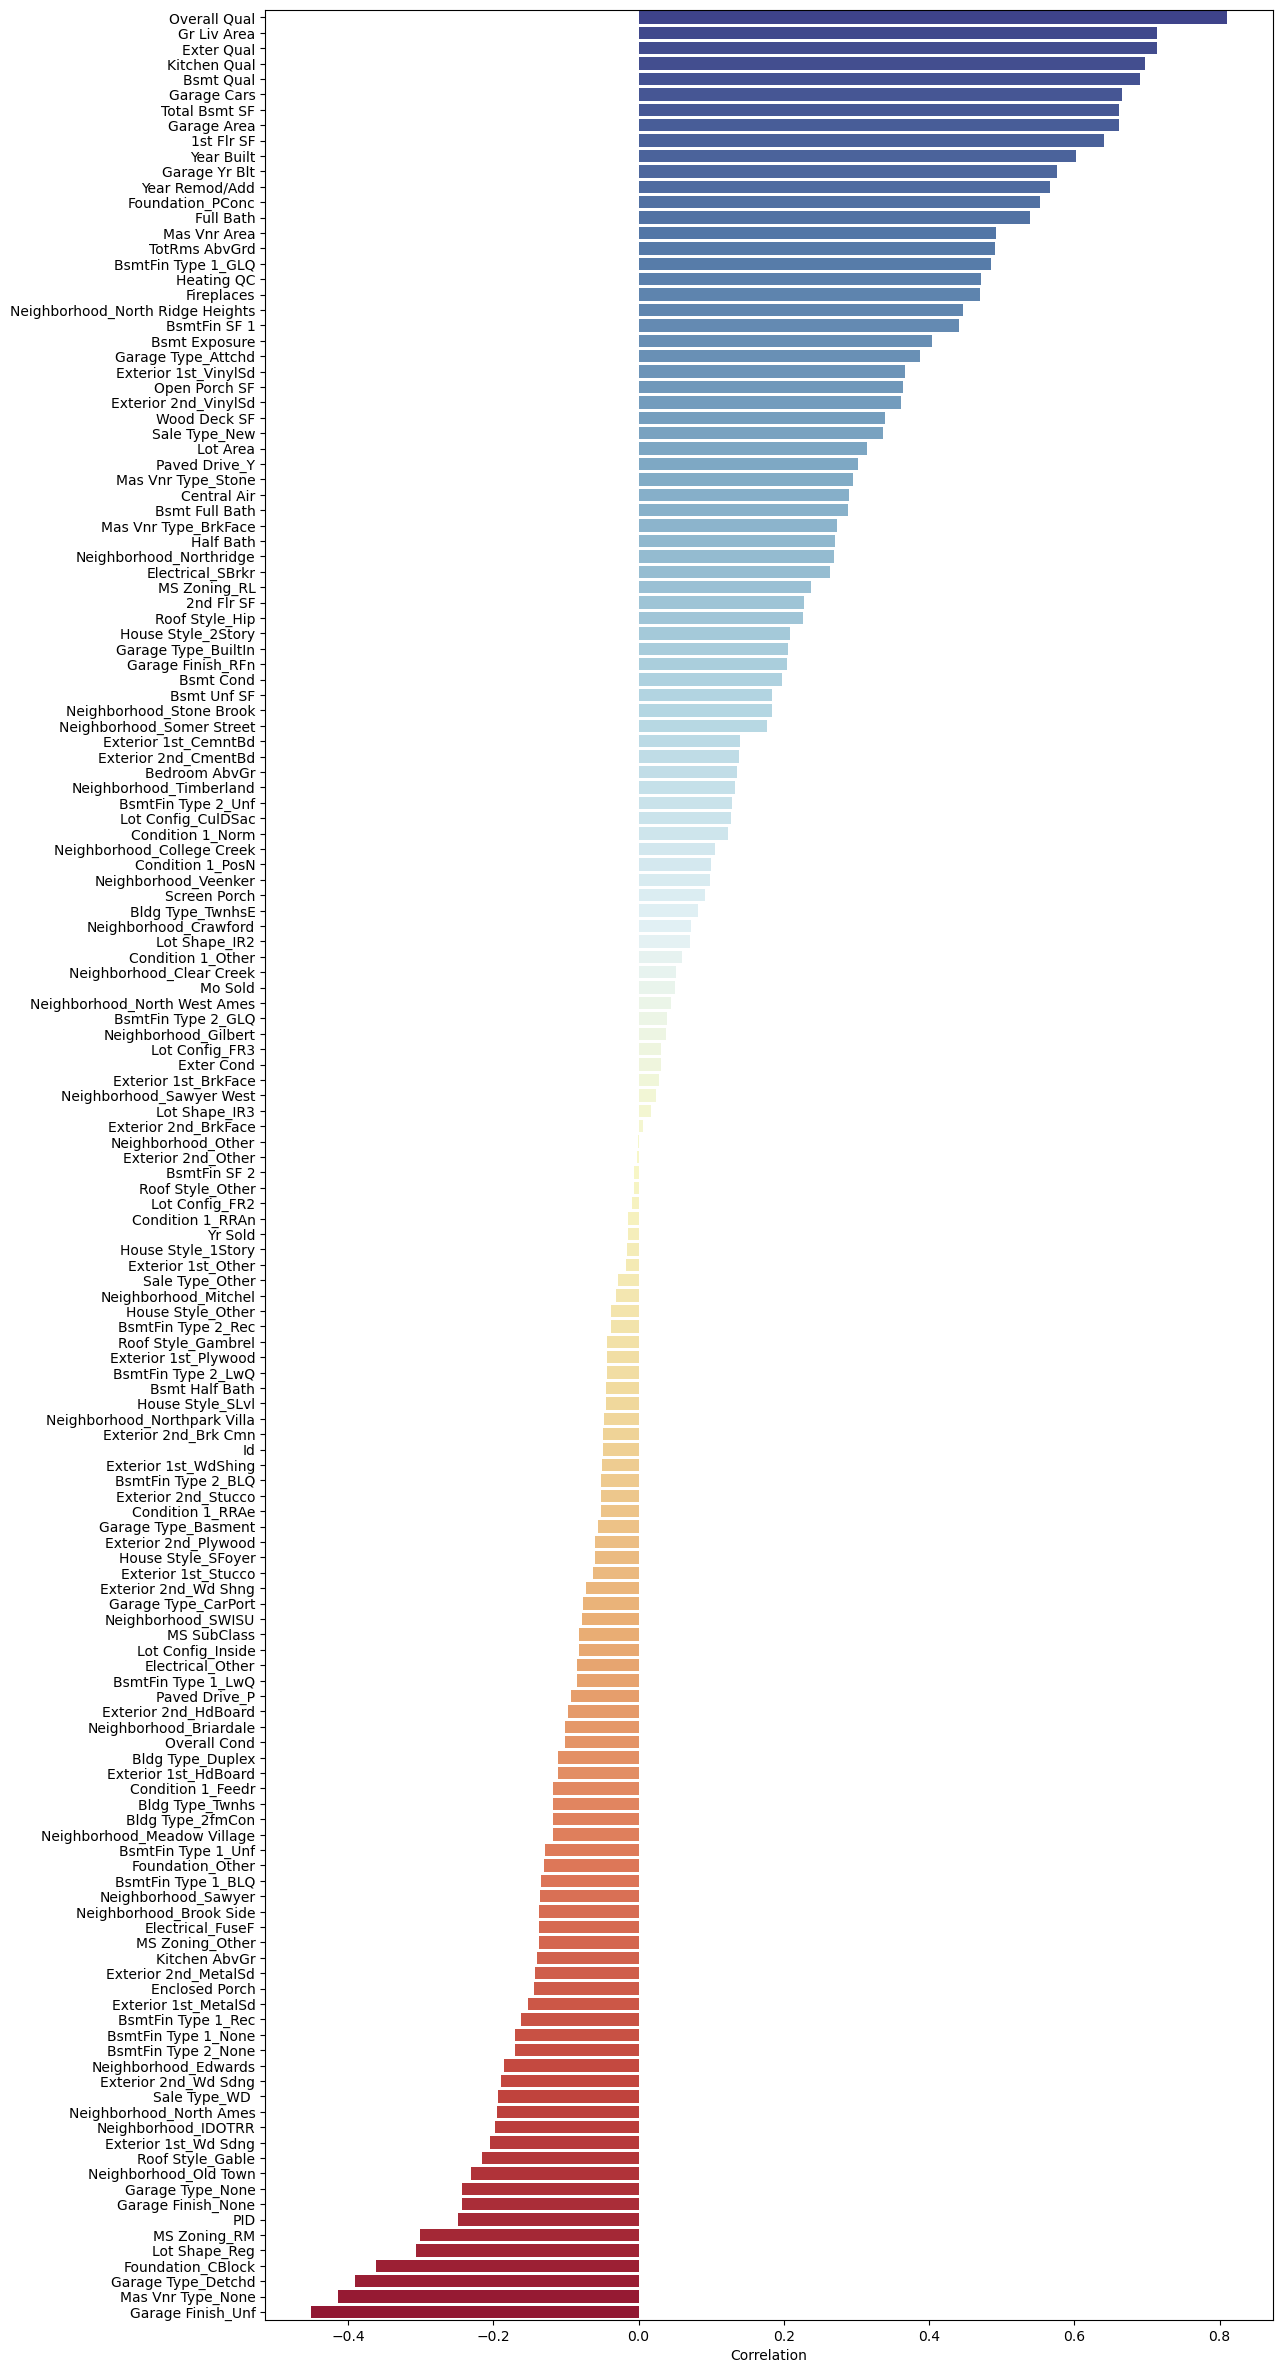 Overall Qual
Gr Liv Area
Exter Qual
Kitchen Qual
Bsmt Qual
Garage Cars
Total Bsmt SF
Garage Area
1st Flr SF
Year Built
Garage Yr Blt
Year Remod/Add
Foundation_PConc
Full Bath
Mas Vnr Area
TotRms AbvGrd
BsmtFin Type 1_GLQ
Heating QC
Fireplaces
Neighborhood_North Ridge Heights
BsmtFin SF 1
Bsmt Exposure
Garage Type_Attchd
Exterior 1st_VinylSd
Open Porch SF
Exterior 2nd_VinylSd
Wood Deck SF
Sale Type_New
Lot Area
Paved Drive_Y
Mas Vnr Type_Stone
Central Air
Bsmt Full Bath
Mas Vnr Type_BrkFace
Half Bath
Neighborhood_Northridge
Electrical_SBrkr
MS Zoning_RL
2nd Flr SF
Roof Style_Hip
House Style_2Story
Garage Type_BuiltIn
Garage Finish_RFn
Bsmt Cond
Bsmt Unf SF
Neighborhood_Stone Brook
Neighborhood_Somer Street
Exterior 1st_CemntBd
Exterior 2nd_CmentBd
Bedroom AbvGr
Neighborhood_Timberland
BsmtFin Type 2_Unf
Lot Config_CulDSac
Condition 1_Norm
Neighborhood_College Creek
Condition 1_PosN
Neighborhood_Veenker
Screen Porch
Bldg Type_TwnhsE
Neighborhood_Crawford
Lot Shape_IR2
Condition 1_Other
Neighborhood_Clear Creek
Mo Sold
Neighborhood_North West Ames
BsmtFin Type 2_GLQ
Neighborhood_Gilbert
Lot Config_FR3
Exter Cond
Exterior 1st_BrkFace
Neighborhood_Sawyer West
Lot Shape_IR3
Exterior 2nd_BrkFace
Neighborhood_Other
Exterior 2nd_Other
BsmtFin SF 2
Roof Style_Other
Lot Config_FR2
Condition 1_RRAn
Yr Sold
House Style_1Story
Exterior 1st_Other
Sale Type_Other
Neighborhood_Mitchel
House Style_Other
BsmtFin Type 2_Rec
Roof Style_Gambrel
Exterior 1st_Plywood
BsmtFin Type 2_LwQ
Bsmt Half Bath
House Style_SLvl
Neighborhood_Northpark Villa
Exterior 2nd_Brk Cmn
Id
Exterior 1st_WdShing
BsmtFin Type 2_BLQ
Exterior 2nd_Stucco
Condition 1_RRAe
Garage Type_Basment
Exterior 2nd_Plywood
House Style_SFoyer
Exterior 1st_Stucco
Exterior 2nd_Wd Shng
Garage Type_CarPort
Neighborhood_SWISU
MS SubClass
Lot Config_Inside
Electrical_Other
BsmtFin Type 1_LwQ
Paved Drive_P
Exterior 2nd_HdBoard
Neighborhood_Briardale
Overall Cond
Bldg Type_Duplex
Exterior 1st_HdBoard
Condition 1_Feedr
Bldg Type_Twnhs
Bldg Type_2fmCon
Neighborhood_Meadow Village
BsmtFin Type 1_Unf
Foundation_Other
BsmtFin Type 1_BLQ
Neighborhood_Sawyer
Neighborhood_Brook Side
Electrical_FuseF
MS Zoning_Other
Kitchen AbvGr
Exterior 2nd_MetalSd
Enclosed Porch
Exterior 1st_MetalSd
BsmtFin Type 1_Rec
BsmtFin Type 1_None
BsmtFin Type 2_None
Neighborhood_Edwards
Exterior 2nd_Wd Sdng
Sale Type_WD
Neighborhood_North Ames
Neighborhood_IDOTRR
Exterior 1st_Wd Sdng
Roof Style_Gable
Neighborhood_Old Town
Garage Type_None
Garage Finish_None
PID
MS Zoning_RM
Lot Shape_Reg
Foundation_CBlock
Garage Type_Detchd
Mas Vnr Type_None
Garage Finish_Unf
−0.4 −0.2 0.0 0.2 0.4 0.6 0.8
Correlation